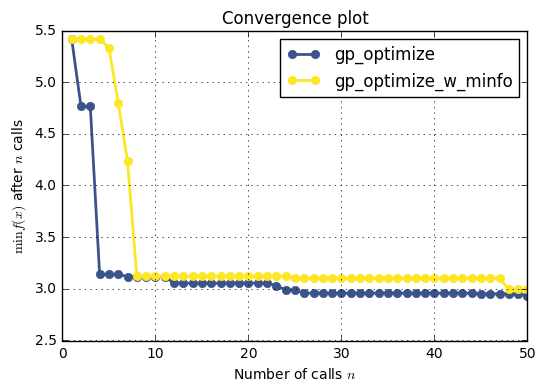 Convergence plot
gp_optimize
gp_optimize_w_minfo
min f(x) after n calls
5.5
5.0
4.5
4.0
3.5
3.0
2.5
0 10 20 30 40 50
Number of calls n